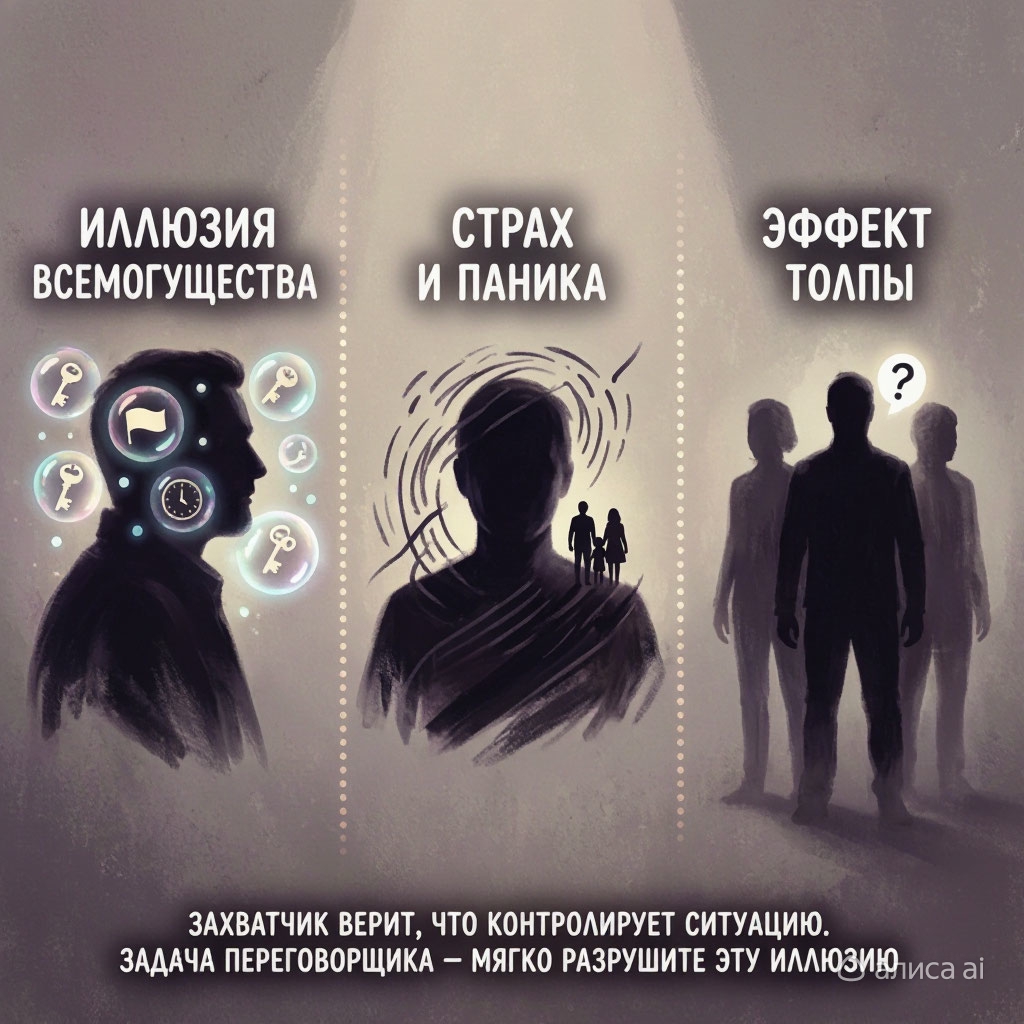 ИЛЛЮЗИЯ
ВСЕМОГУЩЕСТВА
СТРАХ
И ПАНИКА
ЭФФЕКТ
ТОЛПЫ
?
ЗАХВАТЧИК ВЕРИТ, ЧТО КОНТРОЛИРУЕТ СИТУАЦИЮ.
ЗАДАЧА ПЕРЕГОВОРЩИКА – МЯГКО РАЗРУШИТЕ ЭТУ ИЛЛЮЗИЮ
алиса ai